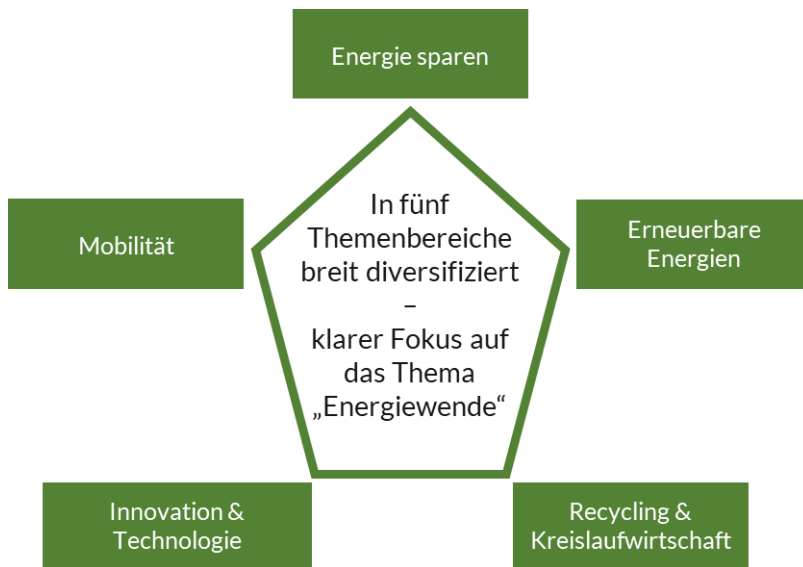 Energie sparen
Mobilität
In fünf
Themenbereiche
breit diversifiziert
–
klarer Fokus auf
das Thema
„Energiewende“
Erneuerbare
Energien
Innovation &
Technologie
Recycling &
Kreislaufwirtschaft